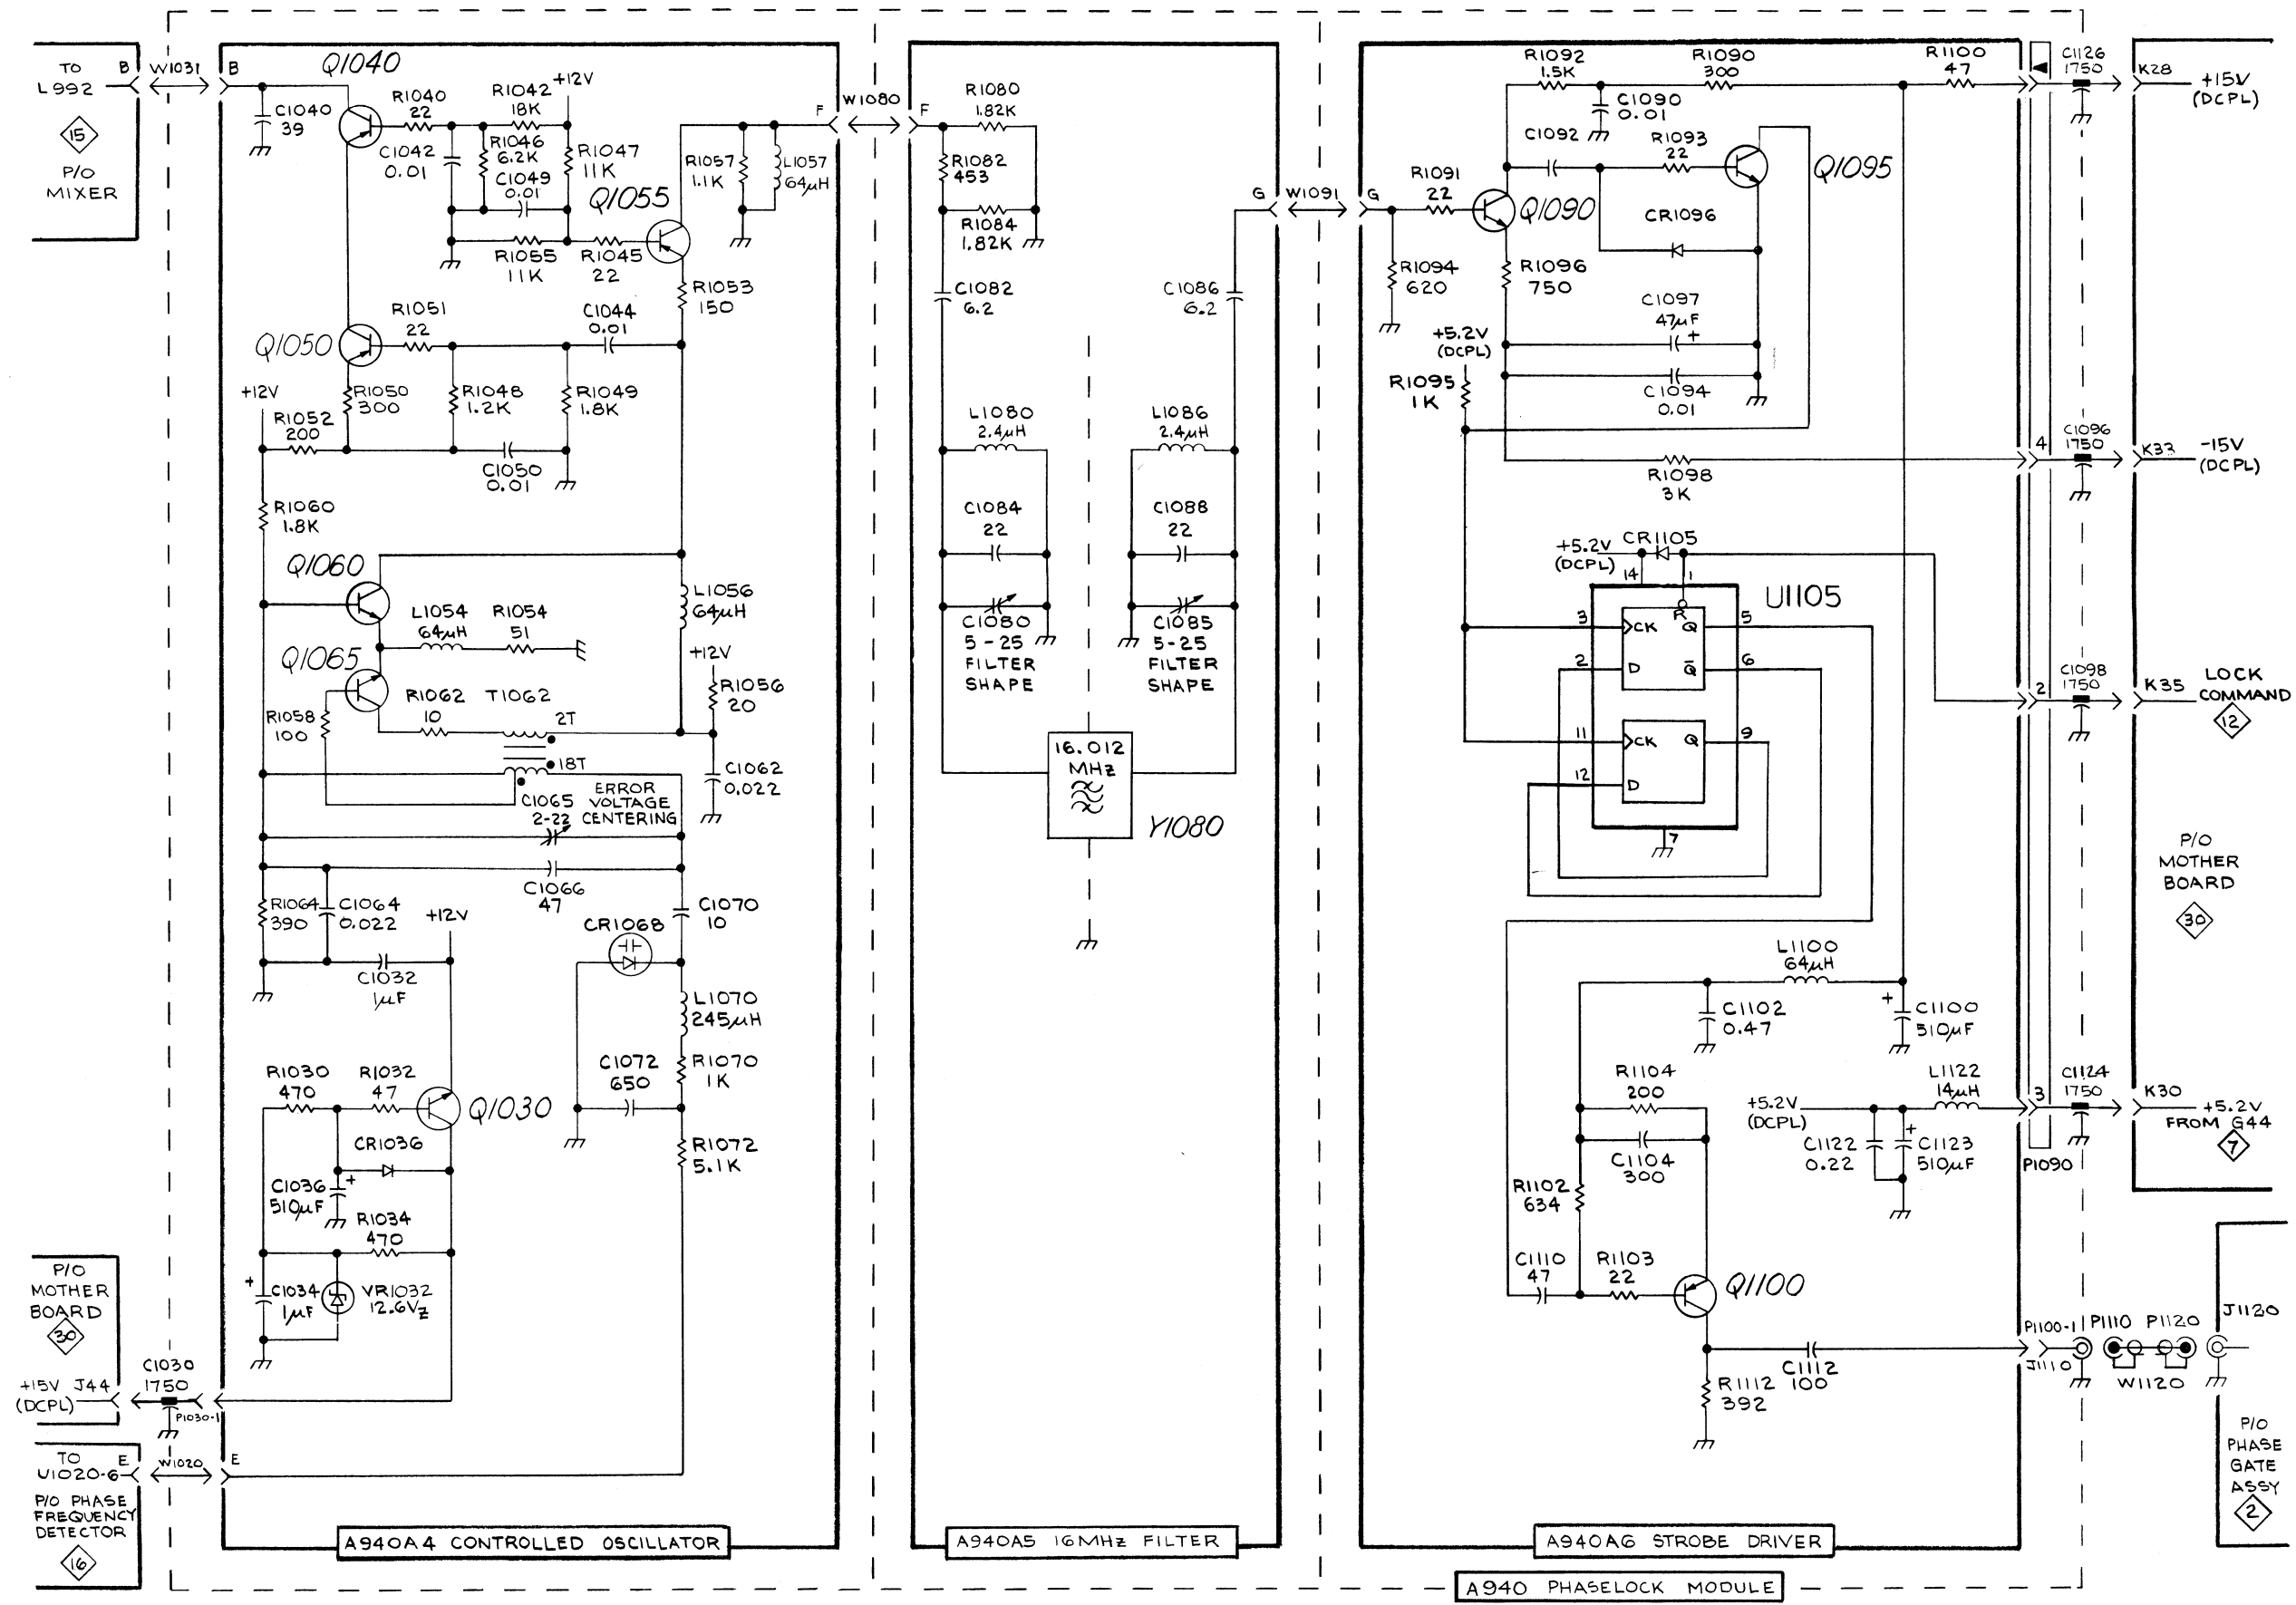 TO
L992
15
P/O
MIXER
B
W1031
B
Q1040
C1040
39
R1040
22
R1042
18K
+12V
C1042
0.01
R1046
6.2K
C1049
0.01
R1047
11K
Q1055
R1055
11K
R1045
22
R1057
1.1K
L1057
64µH
F
W1080
F
R1053
150
Q1050
R1051
22
C1044
0.01
+12V
R1052
200
R1050
300
R1048
1.2K
R1049
1.8K
C1050
0.01
R1060
1.8K
Q1060
L1054
64µH
R1054
51
L1056
64µH
Q1065
+12V
R1056
20
R1058
100
R1062
10
T1062
2T
18T
C1062
0.022
C1065
2-22
ERROR
VOLTAGE
CENTERING
C1066
47
R1064
390
C1064
0.022
+12V
C1070
10
CR1068
C1032
1µF
L1070
245µH
R1030
470
R1032
47
Q1030
C1072
650
R1070
1K
CR1036
R1072
5.1K
C1036
510µF
+
R1034
470
+
C1034
1µF
VR1032
12.6Vz
P/O
MOTHER
BOARD
30
+15V
(DCPL)
J44
C1030
1750
P1030-1
TO
U1020-6
E
W1020
E
P/O PHASE
FREQUENCY
DETECTOR
16
A940A4 CONTROLLED OSCILLATOR
R1080
1.82K
R1082
453
R1084
1.82K
C1082
6.2
C1086
6.2
G
W1091
G
L1080
2.4µH
L1086
2.4µH
C1084
22
C1088
22
C1080
5-25
FILTER
SHAPE
C1085
5-25
FILTER
SHAPE
16.012
MHz
Y1080
A940A5 16MHz FILTER
R1092
1.5K
R1090
300
R1100
47
C1090
0.01
C1092
R1093
22
Q1095
R1091
22
Q1090
CR1096
R1094
620
R1096
750
C1097
47µF
+
+5.2V
(DCPL)
R1095
1K
C1094
0.01
R1098
3K
+5.2V
(DCPL)
CR1105
14
1
U1105
R
3
CK
Q
5
2
D
Q̅
6
11
CK
Q
9
12
D
7
L1100
64µH
C1102
0.47
+
C1100
510µF
R1104
200
C1104
300
R1102
634
+5.2V
(DCPL)
L1122
14µH
C1122
0.22
+
C1123
510µF
C1110
47
R1103
22
Q1100
C1112
100
R1112
392
A940A6 STROBE DRIVER
A940 PHASELOCK MODULE
C1126
1750
K28
+15V
(DCPL)
4
C1096
1750
K33
-15V
(DCPL)
2
C1098
1750
K35
LOCK
COMMAND
12
P/O
MOTHER
BOARD
30
3
C1124
1750
K30
+5.2V
FROM G44
7
P1090
P1100-1
J1110
P1110
P1120
W1120
J1120
P/O
PHASE
GATE
ASSY
2